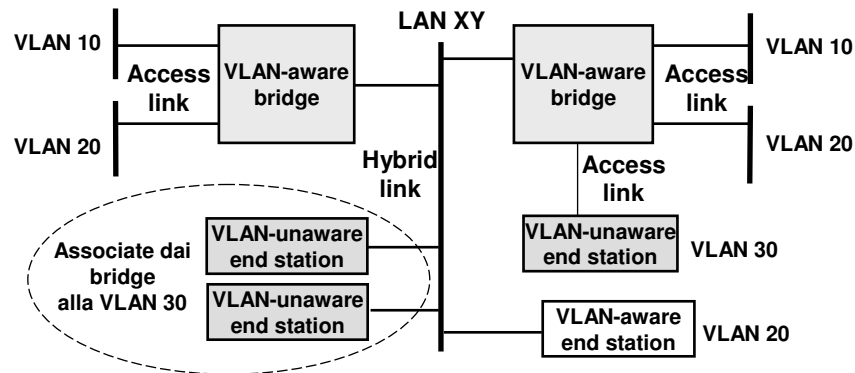 LAN XY
VLAN 10
VLAN-aware
bridge
VLAN-aware
bridge
VLAN 10
Access
link
Access
link
VLAN 20
VLAN 20
Hybrid
link
Access
link
Associate dai
bridge
alla VLAN 30
VLAN-unaware
end station
VLAN-unaware
end station
VLAN-unaware
end station
VLAN 30
VLAN-aware
end station
VLAN 20